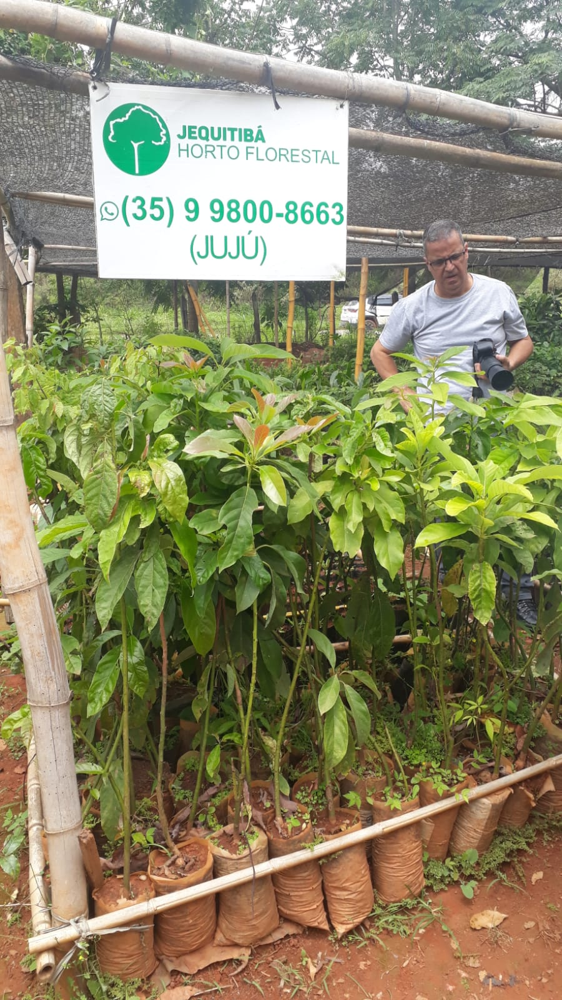 JEQUITIBÁ
HORTO FLORESTAL
(35) 9 9800-8663
(JUJÚ)